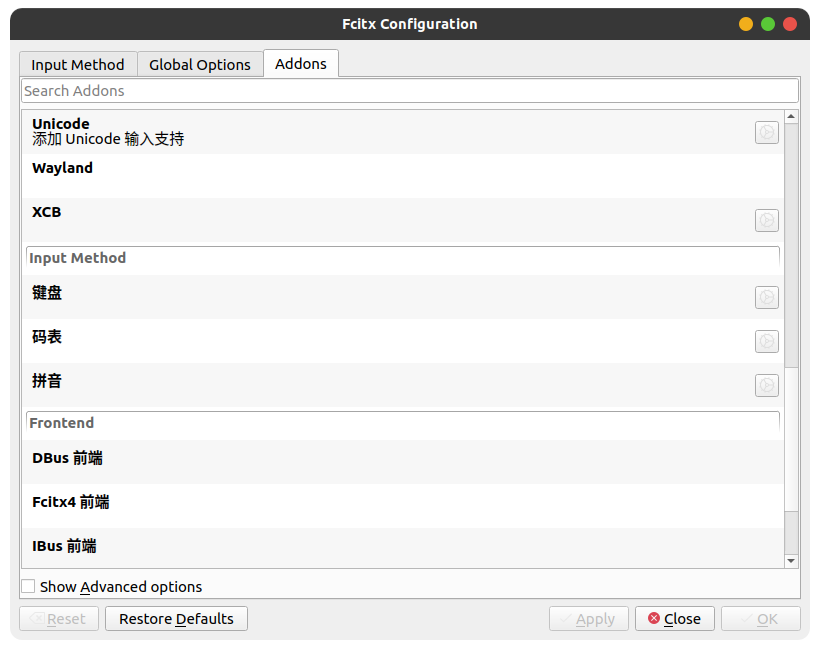 Fcitx Configuration
Input Method
Global Options
Addons
Search Addons
Unicode
添加 Unicode 输入支持
Wayland
XCB
Input Method
键盘
码表
拼音
Frontend
DBus 前端
Fcitx4 前端
IBus 前端
Show Advanced options
Reset
Restore Defaults
Apply
Close
OK